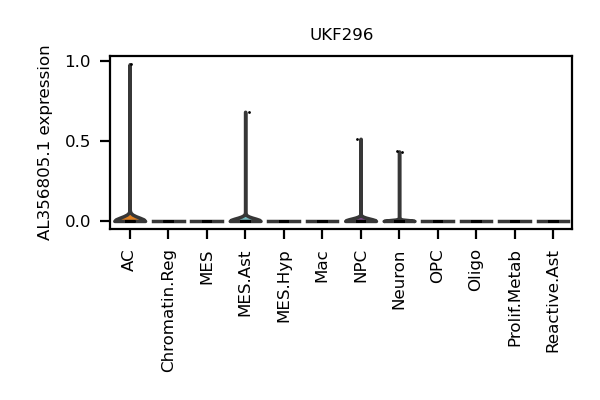 UKF296
AL356805.1 expression
1.0
0.5
0.0
AC
Chromatin.Reg
MES
MES.Ast
MES.Hyp
Mac
NPC
Neuron
OPC
Oligo
Prolif.Metab
Reactive.Ast